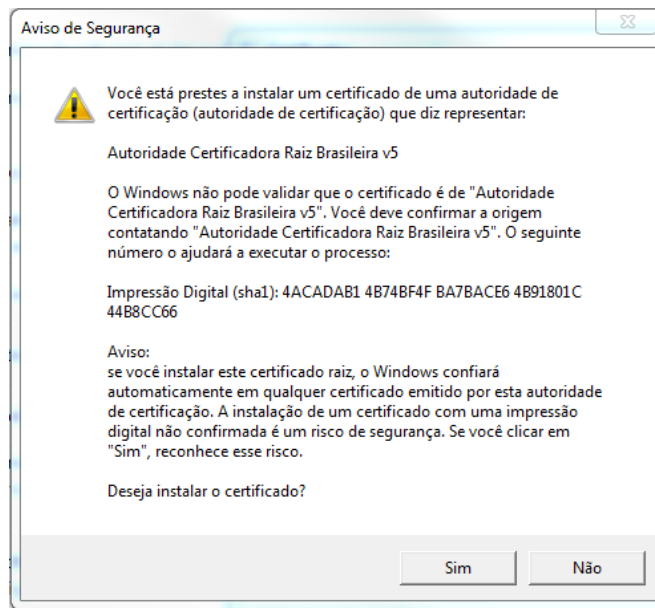 Aviso de Segurança
Você está prestes a instalar um certificado de uma autoridade de
certificação (autoridade de certificação) que diz representar:
Autoridade Certificadora Raiz Brasileira v5
O Windows não pode validar que o certificado é de "Autoridade
Certificadora Raiz Brasileira v5". Você deve confirmar a origem
contatando "Autoridade Certificadora Raiz Brasileira v5". O seguinte
número o ajudará a executar o processo:
Impressão Digital (sha1): 4ACADAB1 4B74BF4F BA7BACE6 4B91801C
44B8CC66
Aviso:
se você instalar este certificado raiz, o Windows confiará
automaticamente em qualquer certificado emitido por esta autoridade
de certificação. A instalação de um certificado com uma impressão
digital não confirmada é um risco de segurança. Se você clicar em
"Sim", reconhece esse risco.
Deseja instalar o certificado?
Sim
Não